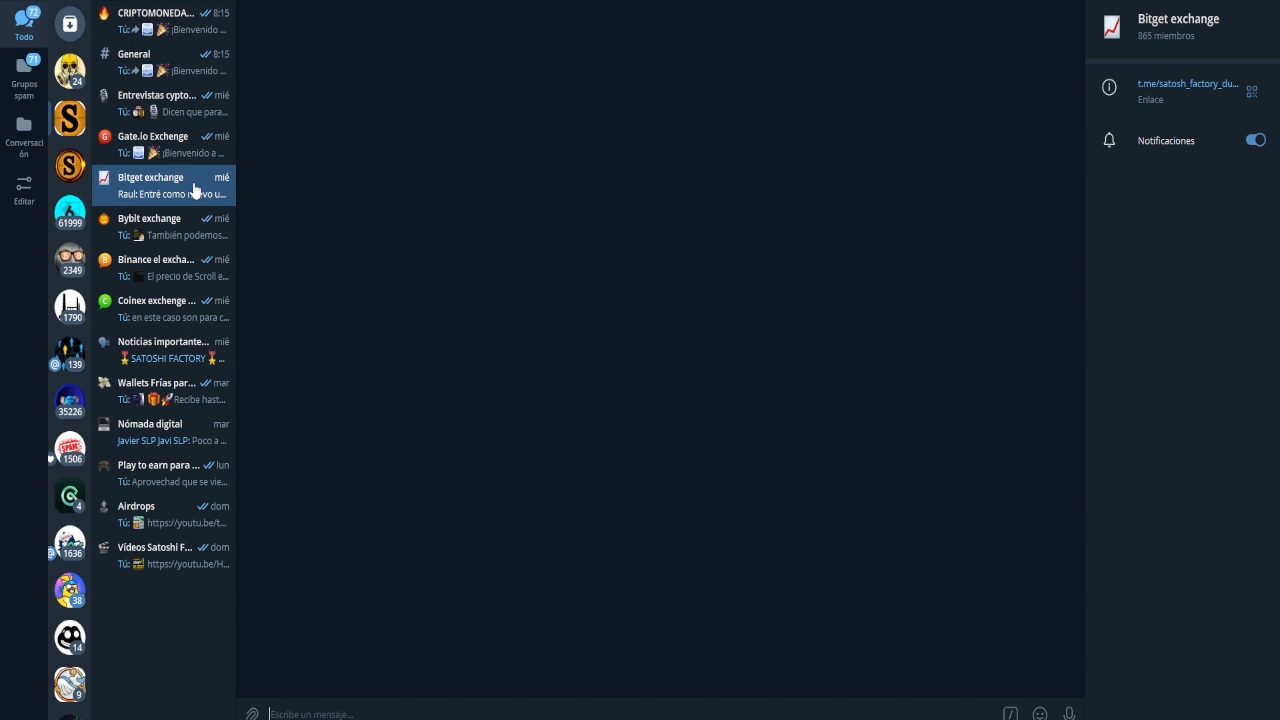 72
Todo
71
Grupos
spam
Conversaci
ón
Editar
24
S
S
61999
2349
1790
@ 139
35226
SPAM
1506
4
@ 1636
38
14
9
CRIPTOMONEDA... 8:15
Tú: ¡Bienvenido ...
# General 8:15
Tú: ¡Bienvenido ...
Entrevistas cypto... mié
Tú: Dicen que para...
G Gate.io Exchenge mié
Tú: ¡Bienvenido a ...
Bitget exchange mié
Raul: Entré como nuevo u...
Bybit exchange mié
Tú: También podemos...
B Binance el excha... mié
Tú: El precio de Scroll e...
C Coinex exchenge ... mié
Tú: en este caso son para c...
Noticias importante... mié
SATOSHI FACTORY ...
Wallets Frías par... mar
Tú: Recibe hast...
Nómada digital mar
Javier SLP Javi SLP: Poco a ...
Play to earn para ... lun
Tú: Aprovechad que se vie...
Airdrops dom
Tú: https://youtu.be/t...
Vídeos Satoshi F... dom
Tú: https://youtu.be/H...
Escribe un mensaje...
Bitget exchange
865 miembros
t.me/satosh_factory_du...
Enlace
Notificaciones